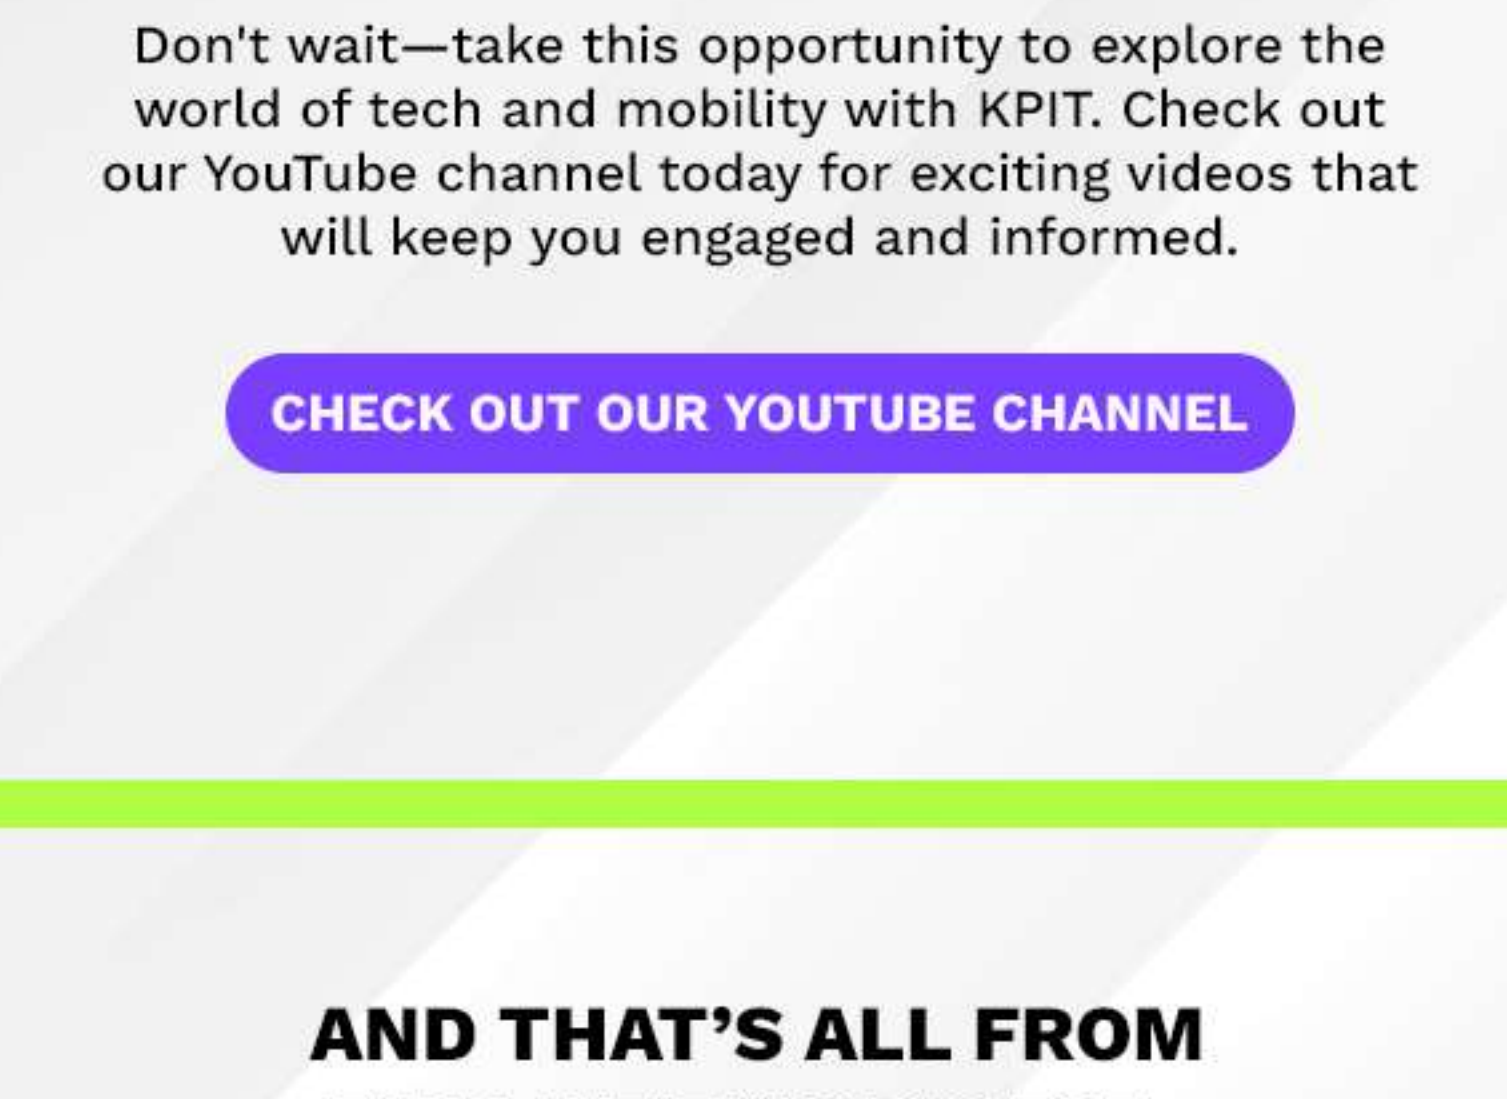 Don't wait—take this opportunity to explore the
world of tech and mobility with KPIT. Check out
our YouTube channel today for exciting videos that
will keep you engaged and informed.
CHECK OUT OUR YOUTUBE CHANNEL
AND THAT’S ALL FROM